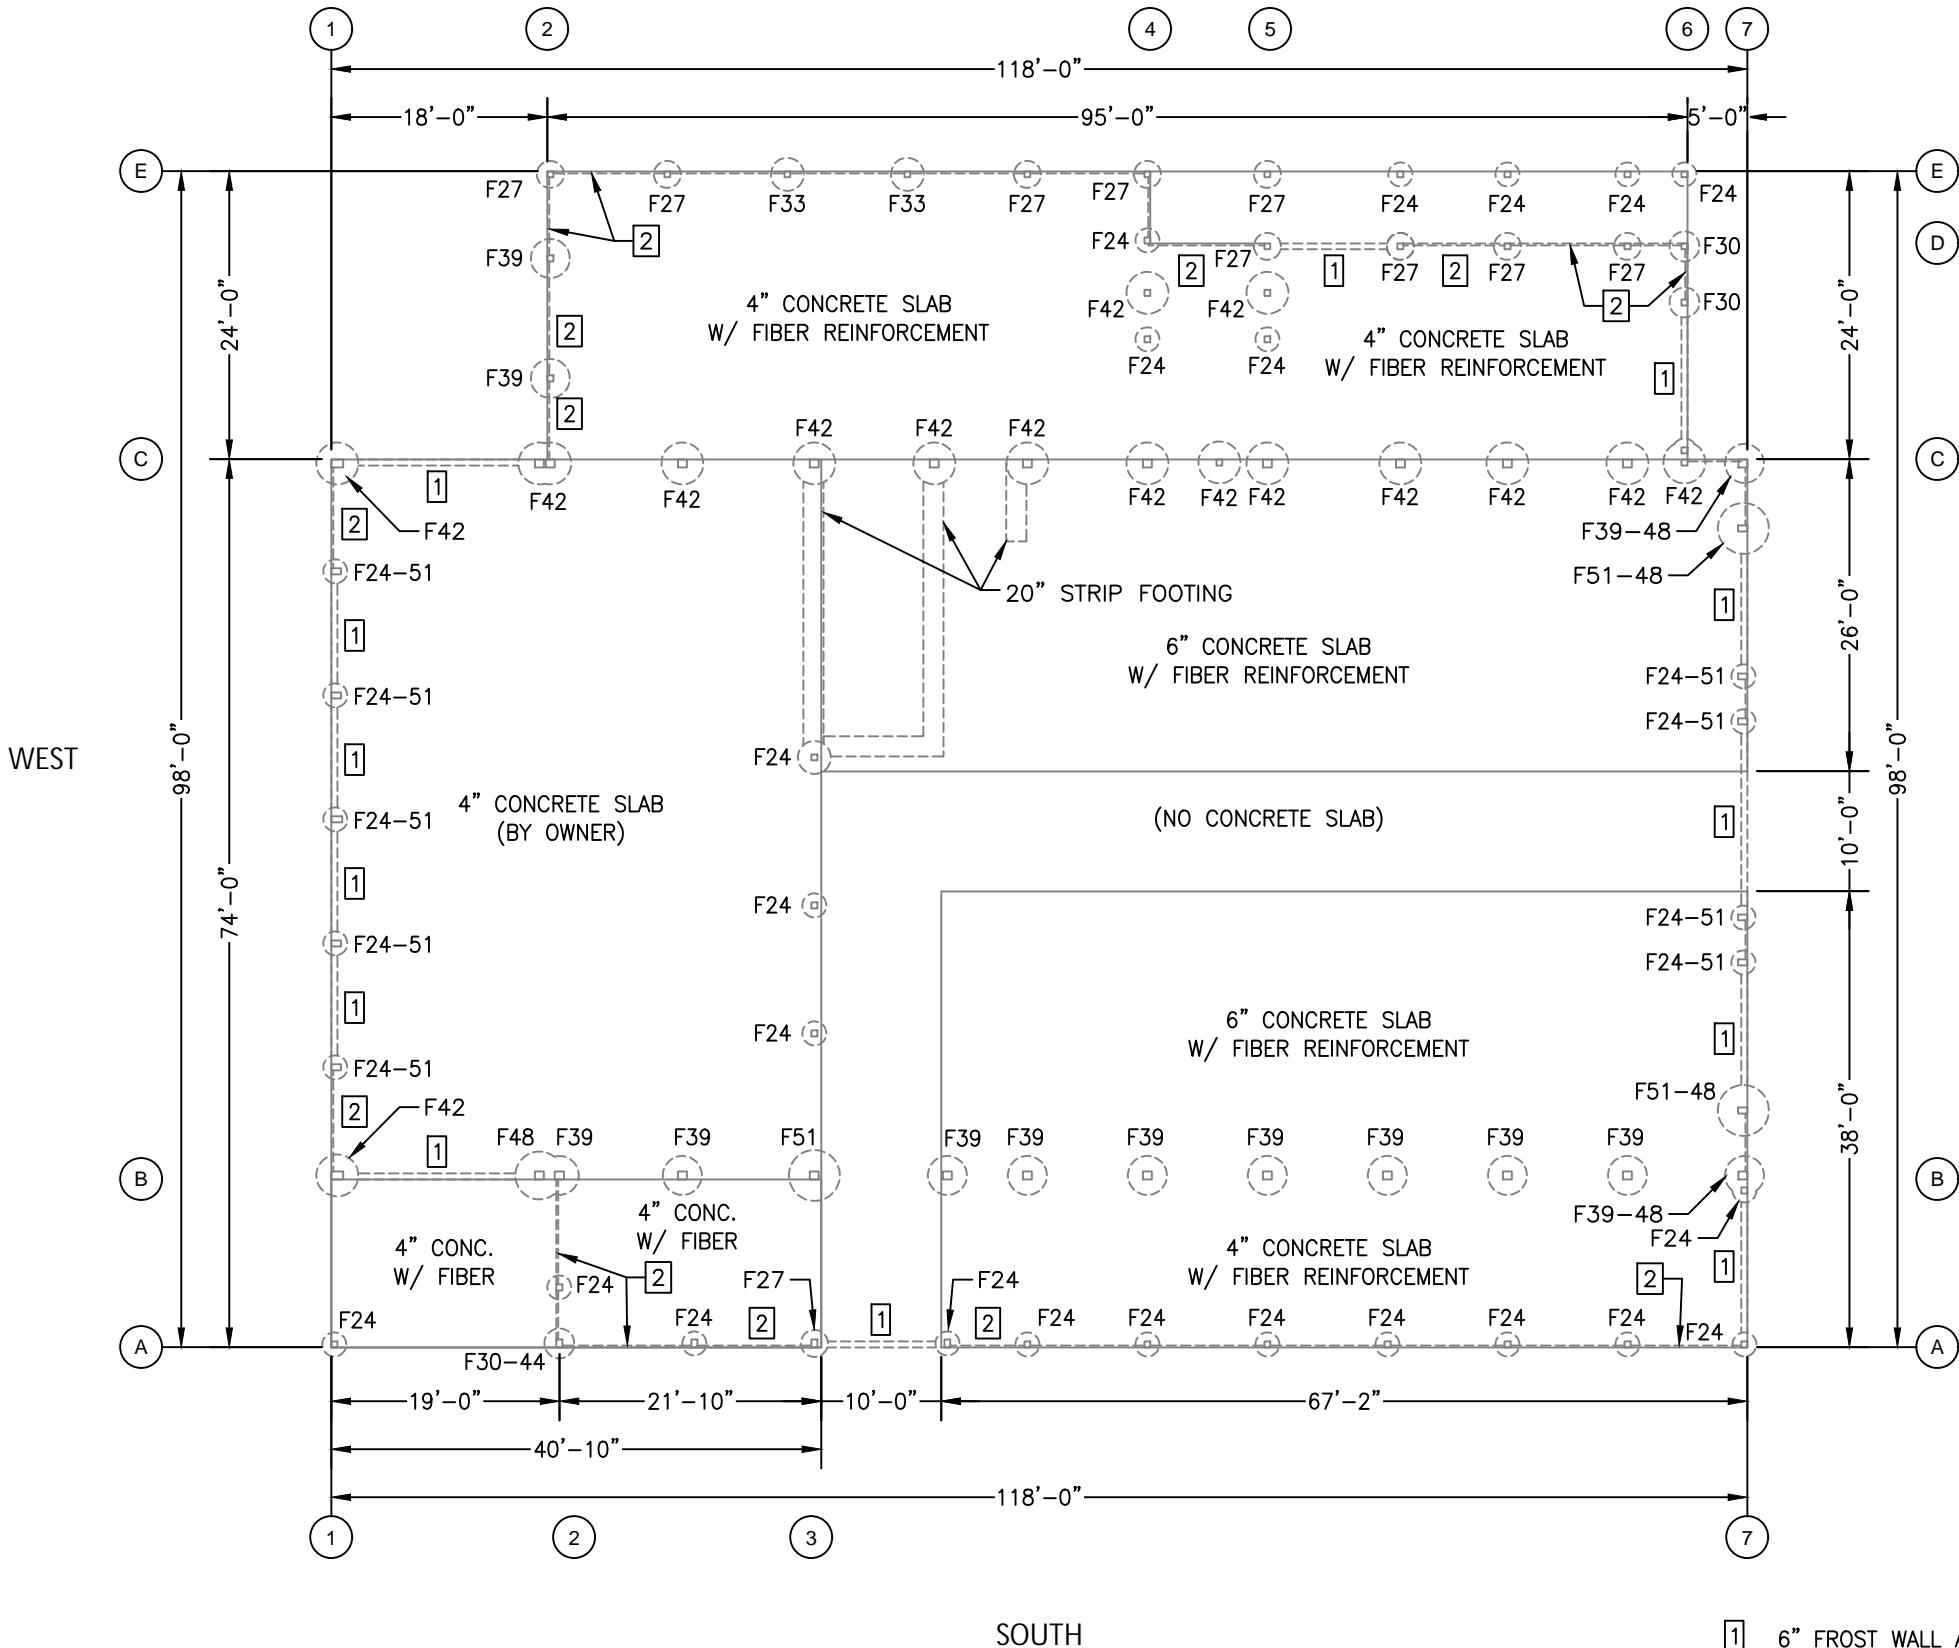 1
2
4
5
6
7
118'-0"
18'-0"
95'-0"
5'-0"
E
E
F27
F27
F33
F33
F27
F27
F27
F24
F24
F24
F24
2
F24
F27
F30
D
F39
2
1
F27
2
F27
F27
4" CONCRETE SLAB
W/ FIBER REINFORCEMENT
F42
F42
2
F30
24'-0"
2
F24
F24
4" CONCRETE SLAB
W/ FIBER REINFORCEMENT
24'-0"
F39
2
1
F42
F42
F42
C
C
1
F42
F42
F42
F42
F42
F42
F42
F42
F42
2
F42
F39-48
F24-51
F51-48
20" STRIP FOOTING
1
1
6" CONCRETE SLAB
W/ FIBER REINFORCEMENT
26'-0"
F24-51
F24-51
F24-51
WEST
98'-0"
1
F24
98'-0"
F24-51
4" CONCRETE SLAB
(BY OWNER)
(NO CONCRETE SLAB)
1
10'-0"
1
74'-0"
F24
F24-51
F24-51
F24-51
1
F24
6" CONCRETE SLAB
W/ FIBER REINFORCEMENT
1
F24-51
F51-48
2
F42
38'-0"
1
F48
F39
F39
F51
F39
F39
F39
F39
F39
F39
F39
B
B
4" CONC.
W/ FIBER
4" CONC.
W/ FIBER
F39-48
F24
4" CONCRETE SLAB
W/ FIBER REINFORCEMENT
1
2
F24
2
F27
F24
F24
F24
2
1
2
F24
F24
F24
F24
F24
F24
F24
A
A
F30-44
19'-0"
21'-10"
10'-0"
67'-2"
40'-10"
118'-0"
1
2
3
7
SOUTH
1 6" FROST WALL